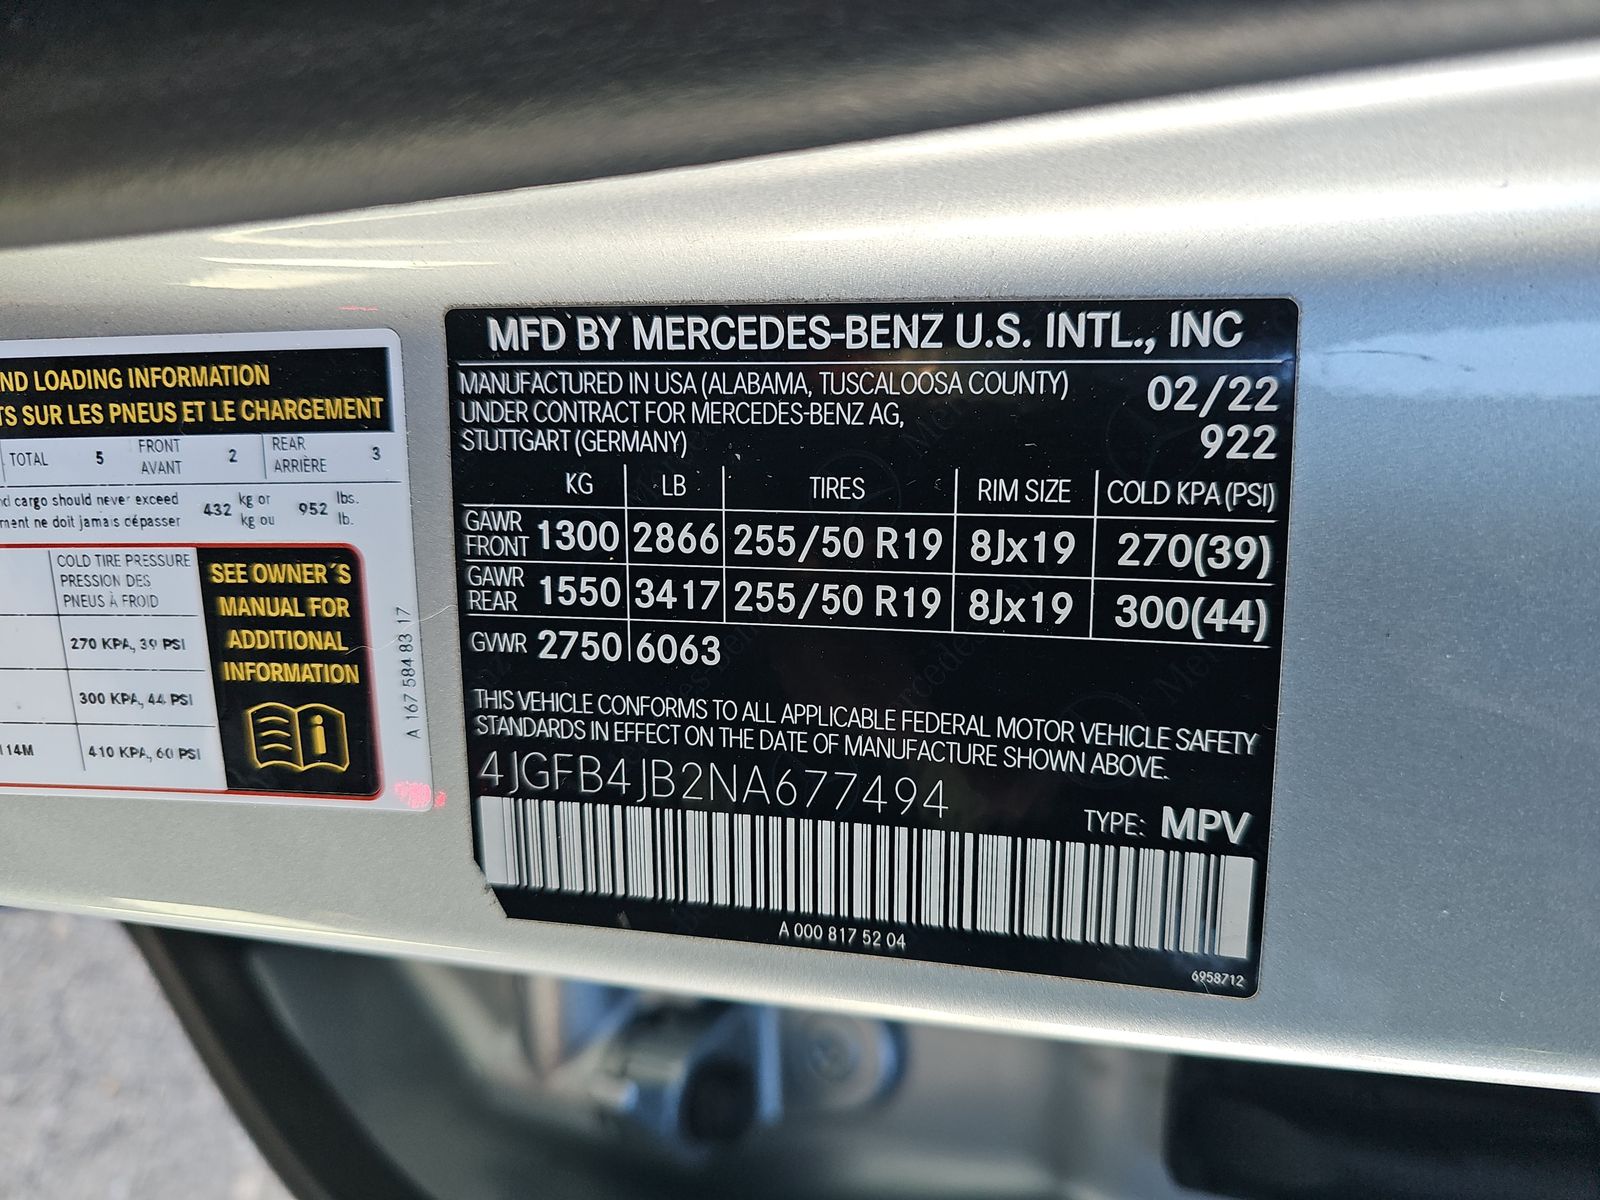 ND LOADING INFORMATION
TS SUR LES PNEUS ET LE CHARGEMENT
TOTAL 5 FRONT AVANT 2 REAR ARRIÈRE 3
cargo should never exceed 432 kg or 952 lbs.
ne doit jamais dépasser kg ou lb.
COLD TIRE PRESSURE
PRESSION DES
PNEUS À FROID
270 KPA, 39 PSI
300 KPA, 44 PSI
114M 410 KPA, 60 PSI
SEE OWNER´S
MANUAL FOR
ADDITIONAL
INFORMATION
A 167 584 83 17
MFD BY MERCEDES-BENZ U.S. INTL., INC
MANUFACTURED IN USA (ALABAMA, TUSCALOOSA COUNTY)
UNDER CONTRACT FOR MERCEDES-BENZ AG,
STUTTGART (GERMANY)
02/22
922
KG LB TIRES RIM SIZE COLD KPA (PSI)
GAWR FRONT 1300 2866 255/50 R19 8Jx19 270(39)
GAWR REAR 1550 3417 255/50 R19 8Jx19 300(44)
GVWR 2750 6063
THIS VEHICLE CONFORMS TO ALL APPLICABLE FEDERAL MOTOR VEHICLE SAFETY
STANDARDS IN EFFECT ON THE DATE OF MANUFACTURE SHOWN ABOVE.
4JGFB4JB2NA677494
TYPE: MPV
A 000 817 52 04
6958712